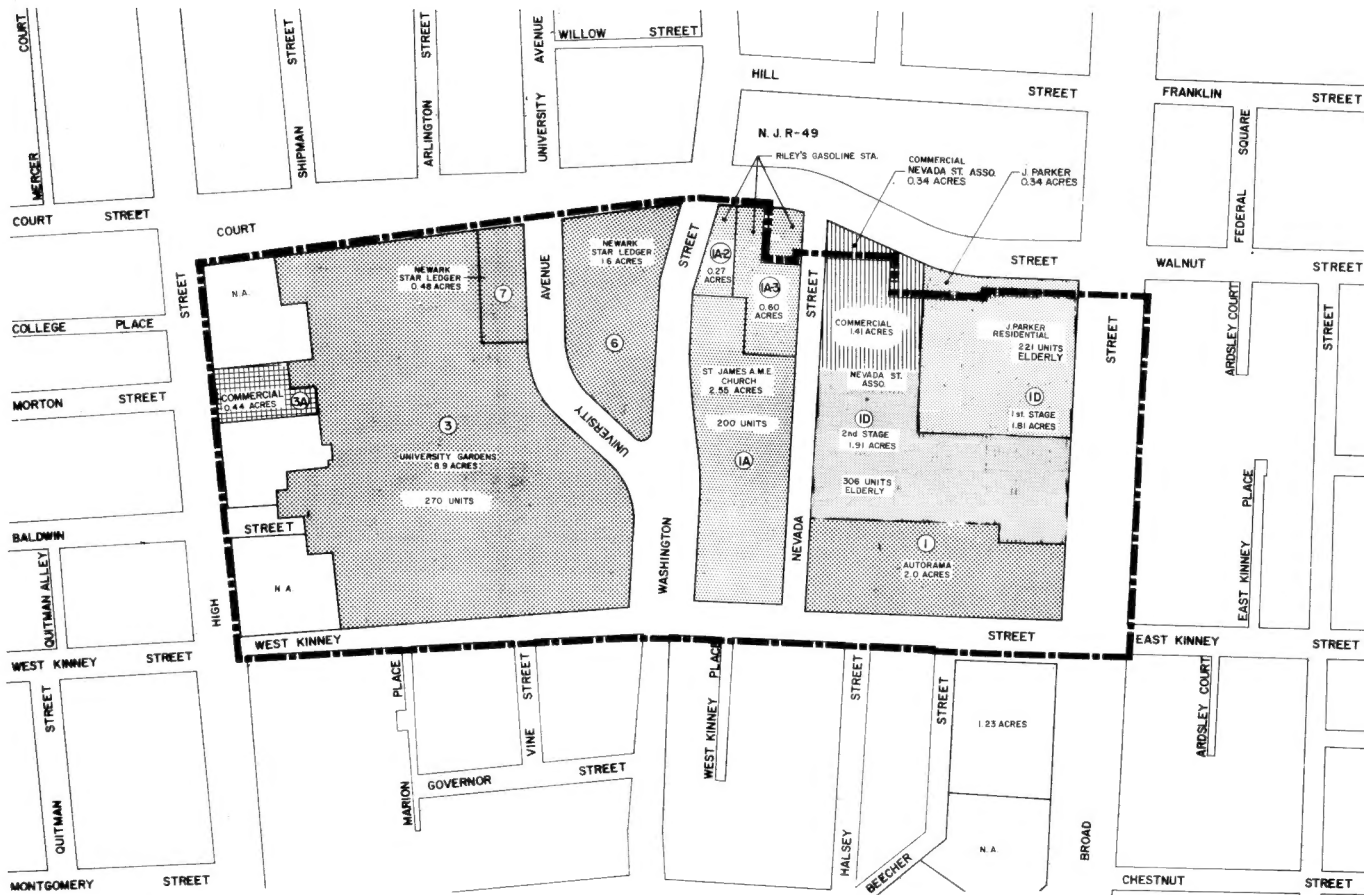 COURT
MERCER
STREET
SHIPMAN
STREET
ARLINGTON
AVENUE
UNIVERSITY
WILLOW STREET
HILL
STREET
FRANKLIN
STREET
SQUARE
FEDERAL
N. J. R-49
RILEY'S GASOLINE STA.
COMMERCIAL
NEVADA ST. ASSO.
0.34 ACRES
J. PARKER
0.34 ACRES
COURT STREET
COURT
STREET
WALNUT
STREET
STREET
HIGH
N.A.
NEWARK
STAR LEDGER
0.48 ACRES
7
AVENUE
UNIVERSITY
NEWARK
STAR LEDGER
1.6 ACRES
6
STREET
WASHINGTON
1A-2
0.27
ACRES
1A-3
0.60
ACRES
STREET
NEVADA
COLLEGE PLACE
COMMERCIAL
1.41 ACRES
NEVADA ST.
ASSO.
J. PARKER
RESIDENTIAL
221 UNITS
ELDERLY
STREET
ARDSLEY COURT
STREET
MORTON STREET
COMMERCIAL
0.44 ACRES
3A
3
UNIVERSITY GARDENS
8.9 ACRES
270 UNITS
ST JAMES A.M.E.
CHURCH
2.55 ACRES
200 UNITS
1A
1D
2nd STAGE
1.91 ACRES
306 UNITS
ELDERLY
1D
1st. STAGE
1.81 ACRES
BALDWIN
STREET
N A
1
AUTORAMA
2.0 ACRES
EAST KINNEY PLACE
QUITMAN ALLEY
WEST KINNEY STREET
WEST KINNEY
STREET
EAST KINNEY
STREET
STREET
QUITMAN
PLACE
MARION
STREET
VINE
GOVERNOR STREET
WEST KINNEY PLACE
STREET
HALSEY
STREET
BEECHER
1.23 ACRES
N.A.
BROAD
ARDSLEY COURT
MONTGOMERY STREET
CHESTNUT
STREET